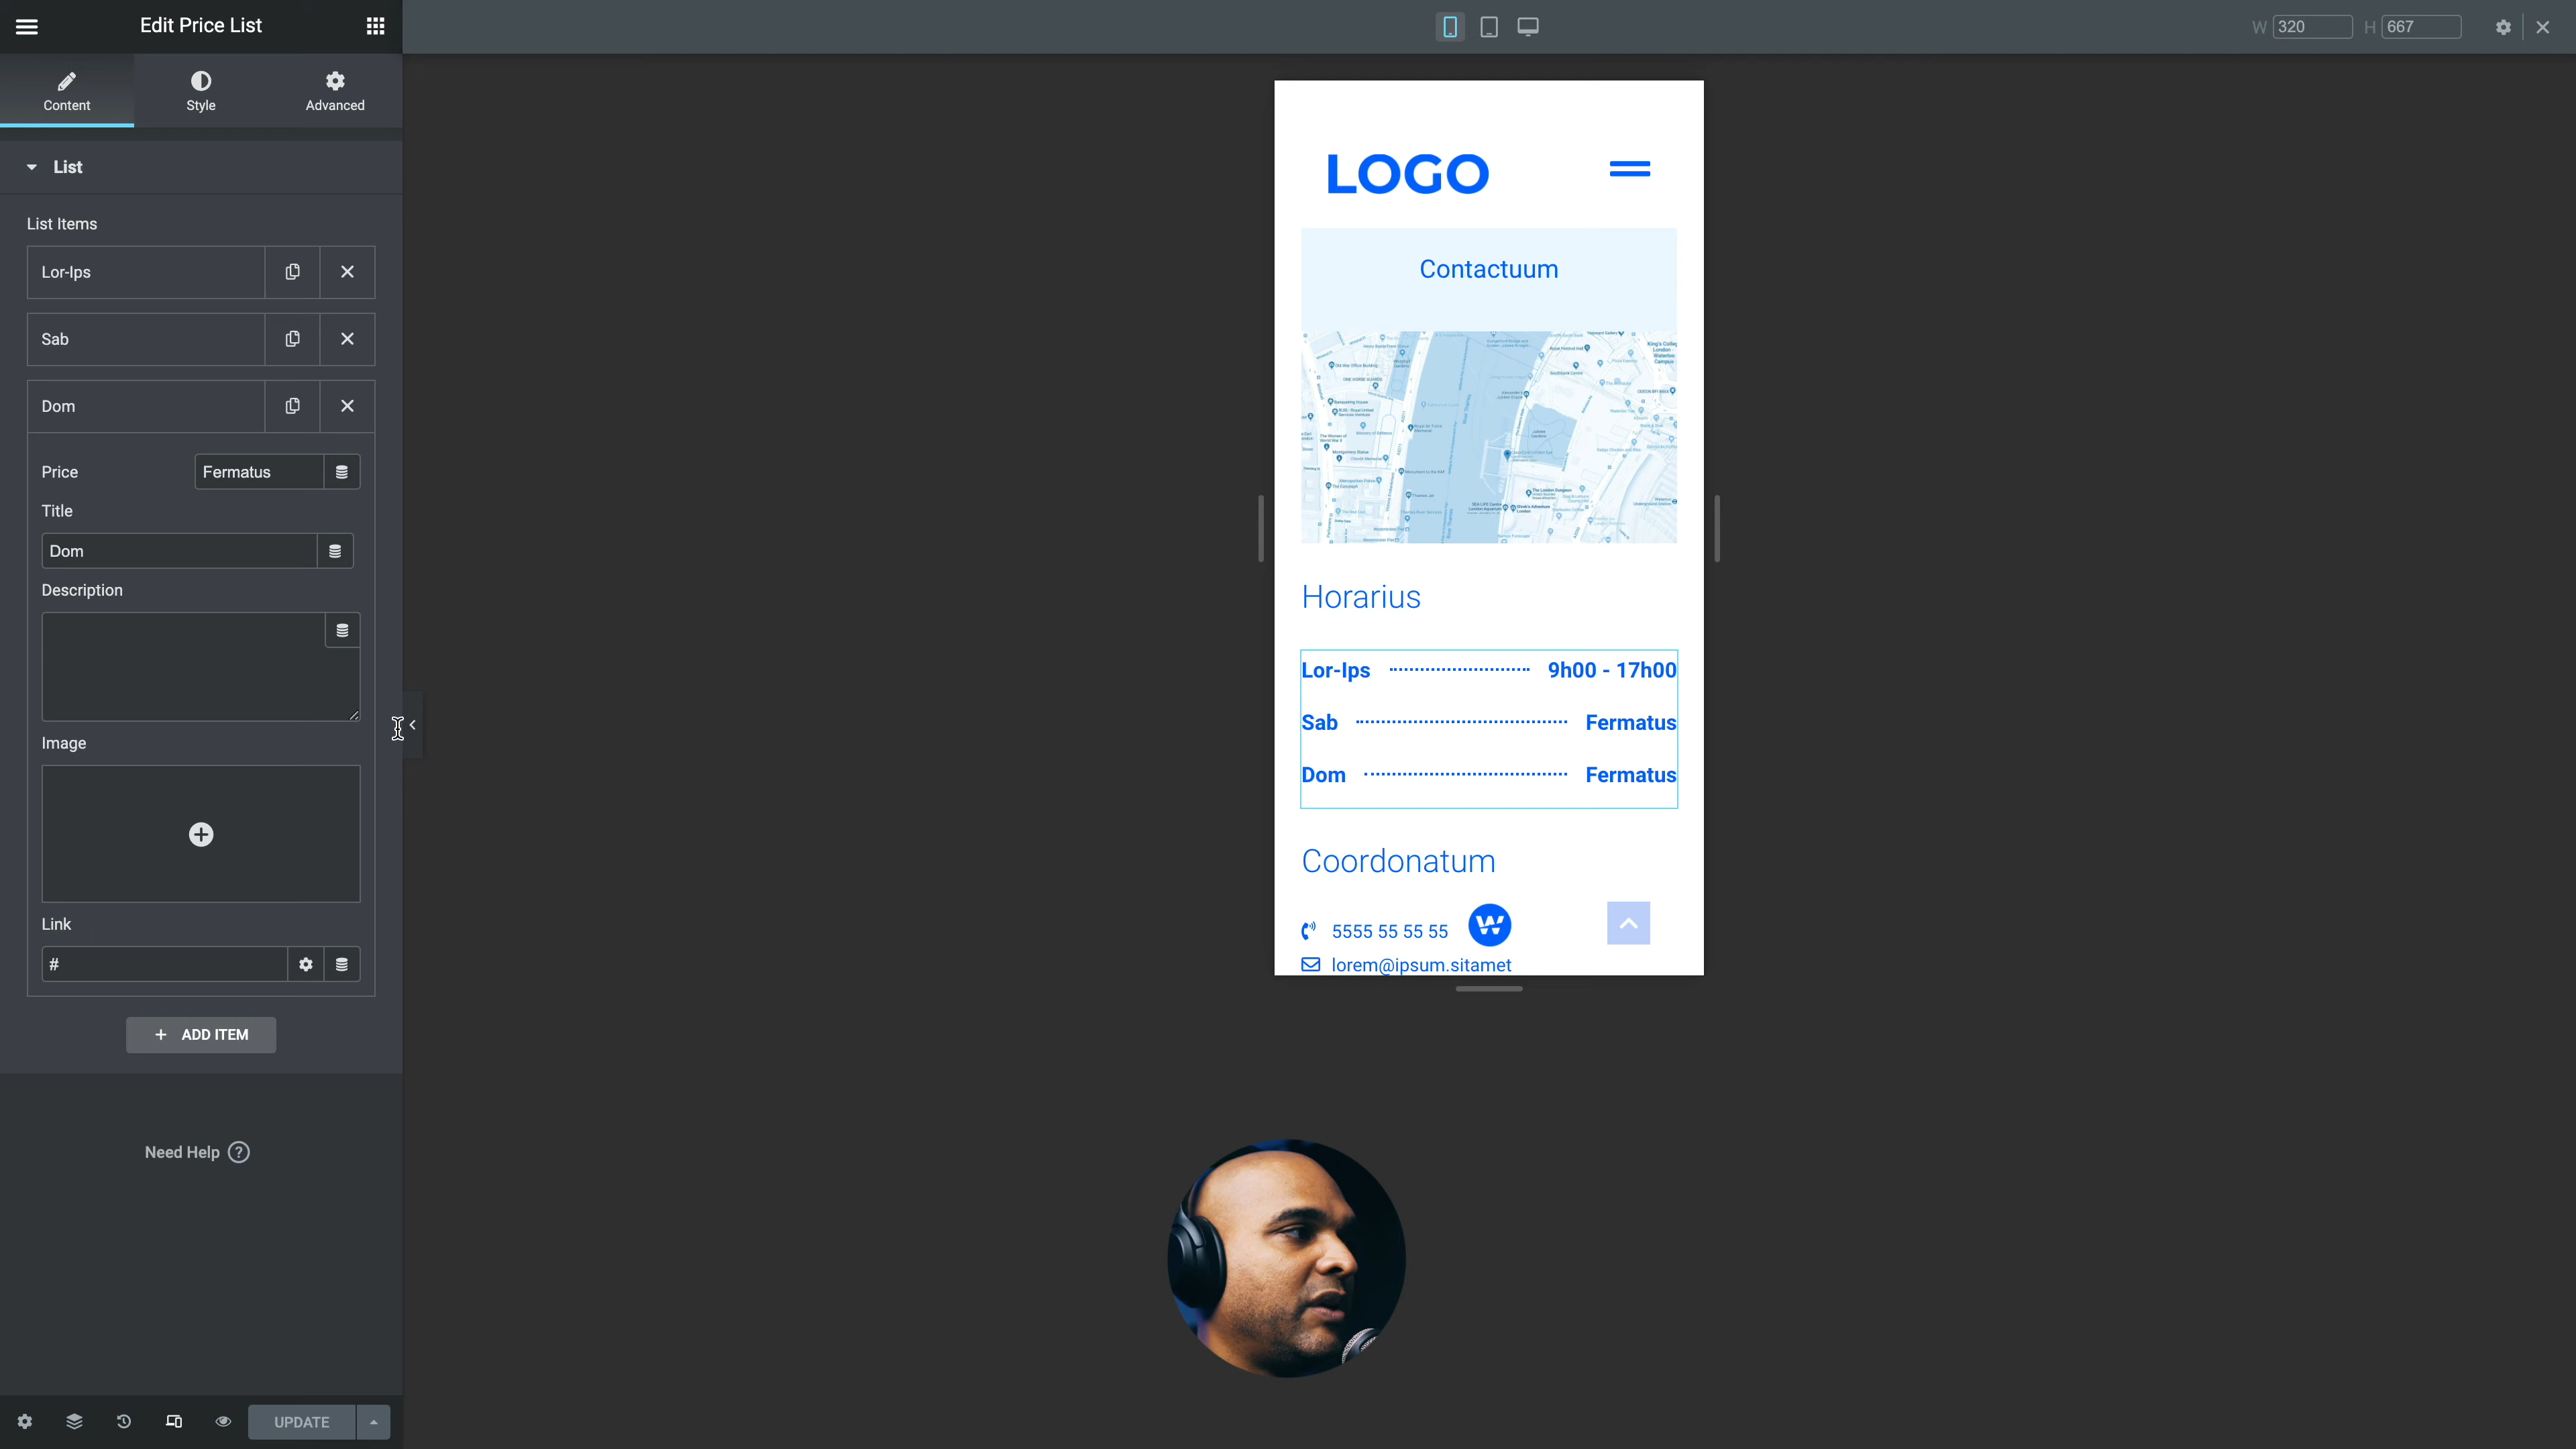 Edit Price List
W 320 H 667
Content
Style
Advanced
List
List Items
Lor-Ips
Sab
Dom
Price
Fermatus
Title
Dom
Description
Image
Link
#
+ ADD ITEM
Need Help ?
UPDATE
LOGO
Contactuum
Horarius
Lor-Ips 9h00 - 17h00
Sab Fermatus
Dom Fermatus
Coordonatum
5555 55 55 55
lorem@ipsum.sitamet